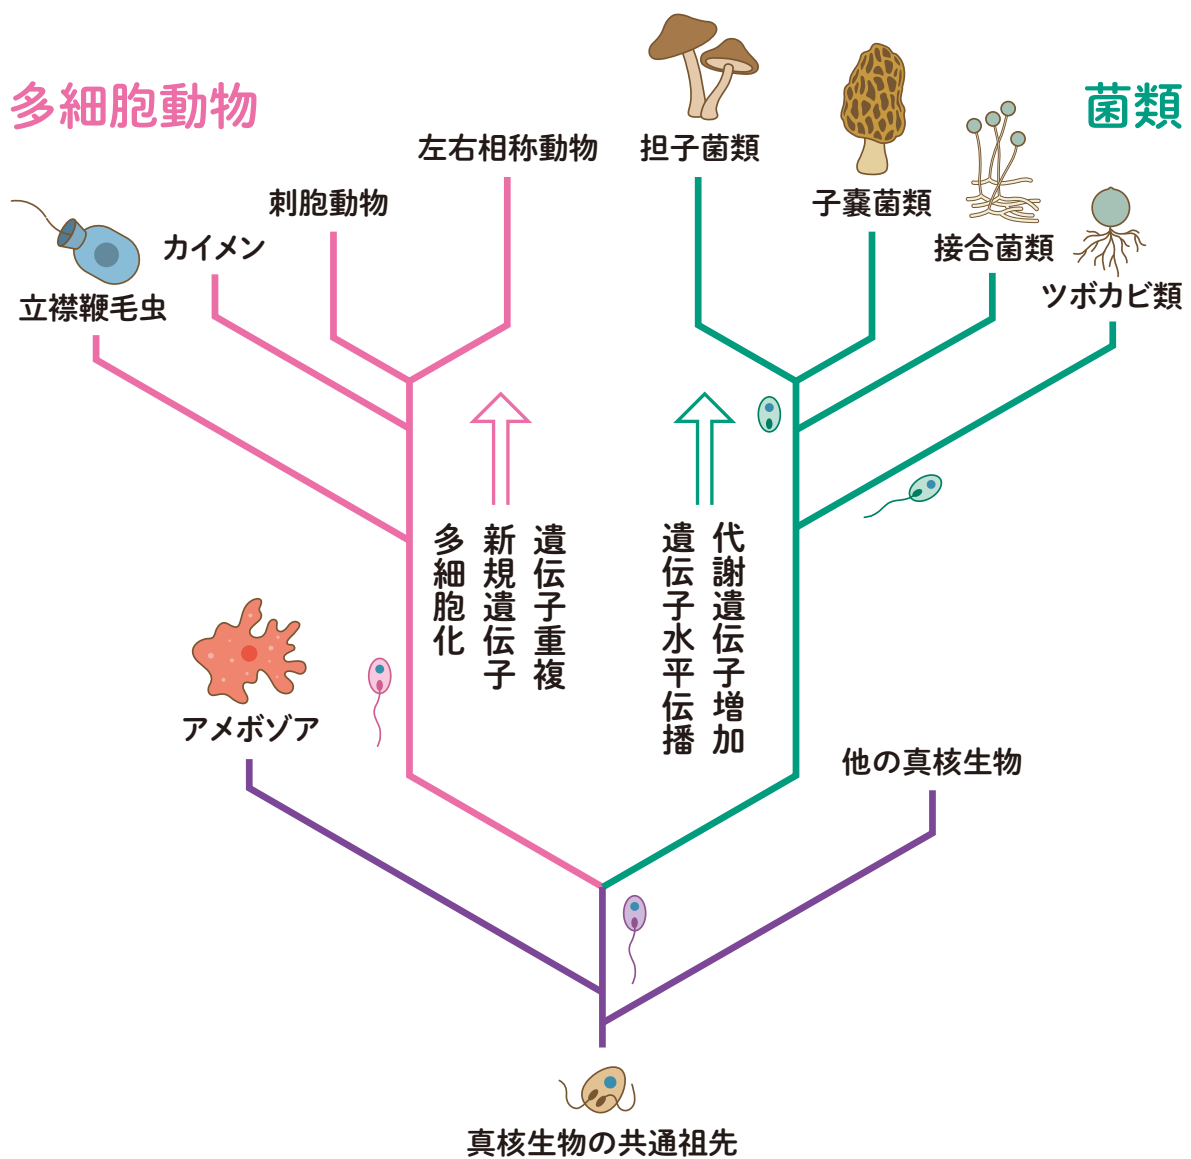 多細胞動物
菌類
左右相称動物
担子菌類
刺胞動物
子嚢菌類
カイメン
接合菌類
立襟鞭毛虫
ツボカビ類
遺伝子重複
新規遺伝子
多細胞化
代謝遺伝子増加
遺伝子水平伝播
アメボゾア
他の真核生物
真核生物の共通祖先